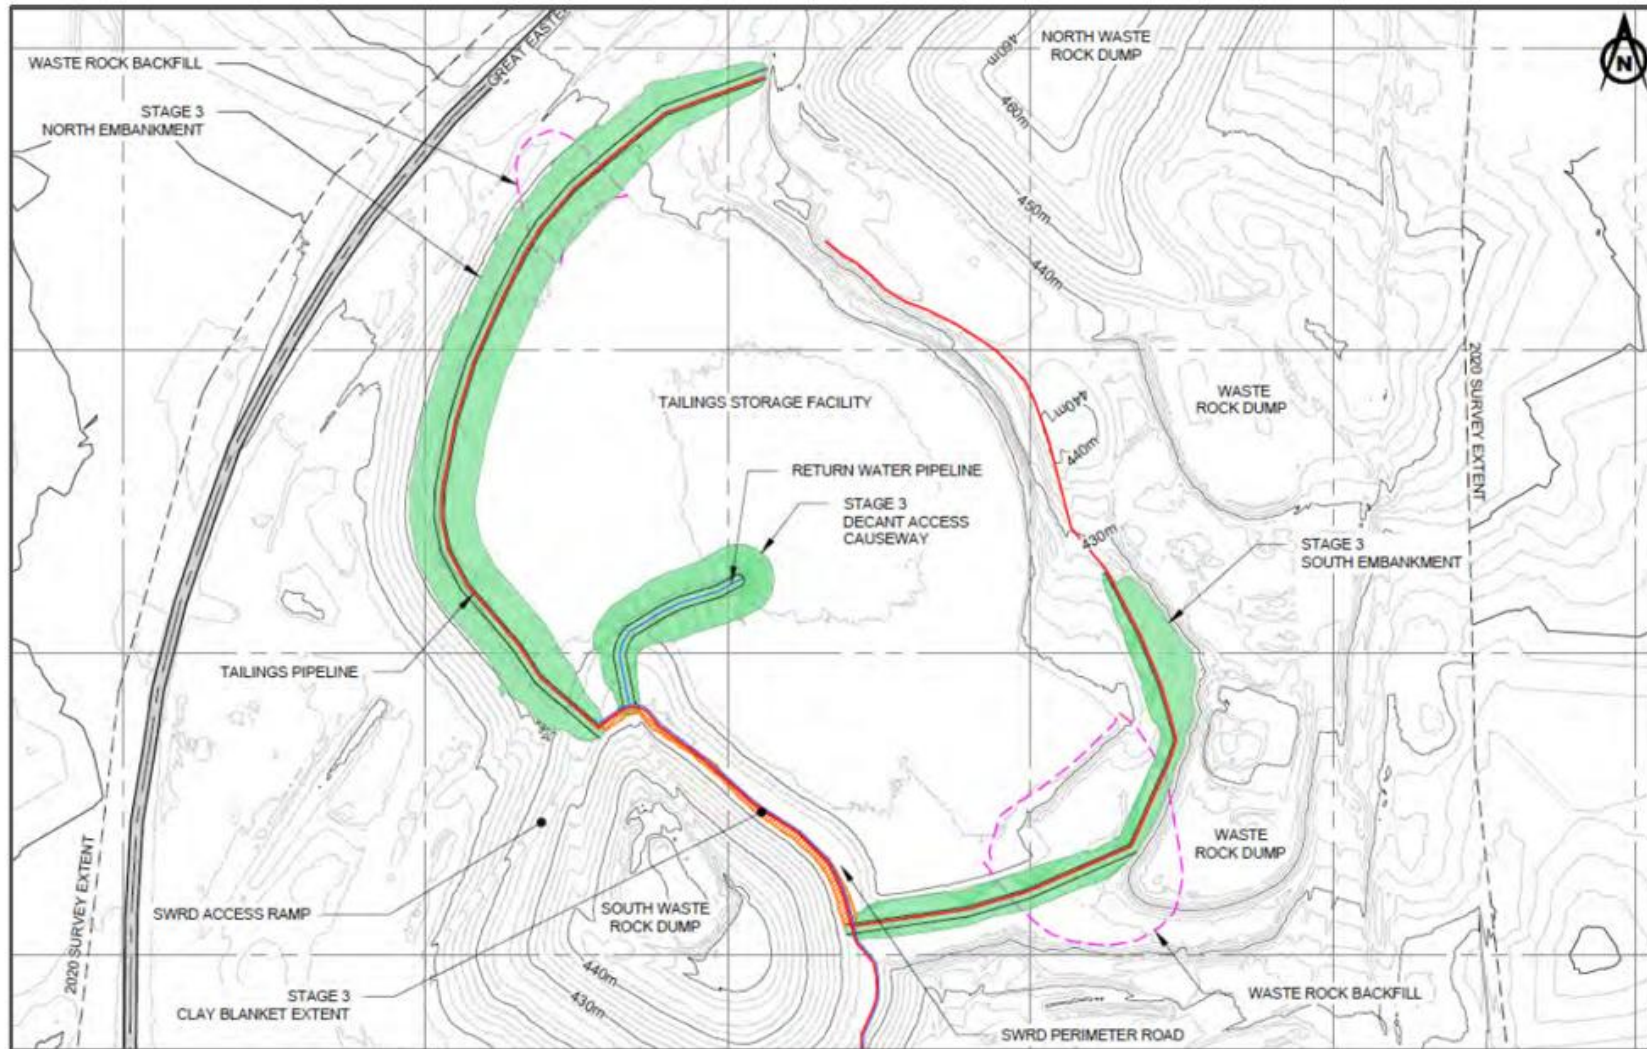 GREAT EASTE
NORTH WASTE
ROCK DUMP
N
WASTE ROCK BACKFILL
STAGE 3
NORTH EMBANKMENT
460m
460m
450m
440m
TAILINGS STORAGE FACILITY
WASTE
ROCK DUMP
2020 SURVEY EXTENT
440m
440m
RETURN WATER PIPELINE
STAGE 3
DECANT ACCESS
CAUSEWAY
430m
STAGE 3
SOUTH EMBANKMENT
TAILINGS PIPELINE
WASTE
ROCK DUMP
2020 SURVEY EXTENT
SWRD ACCESS RAMP
SOUTH WASTE
ROCK DUMP
440m
430m
STAGE 3
CLAY BLANKET EXTENT
WASTE ROCK BACKFILL
SWRD PERIMETER ROAD